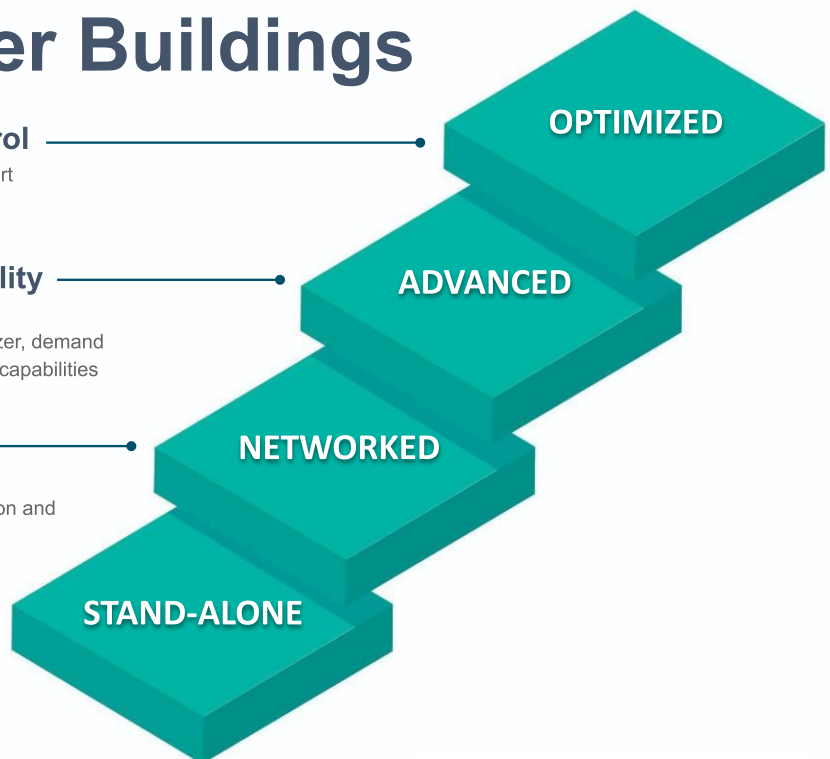 er Buildings
OPTIMIZED
rol
rt
ADVANCED
lity
zer, demand
capabilities
NETWORKED
on and
STAND-ALONE